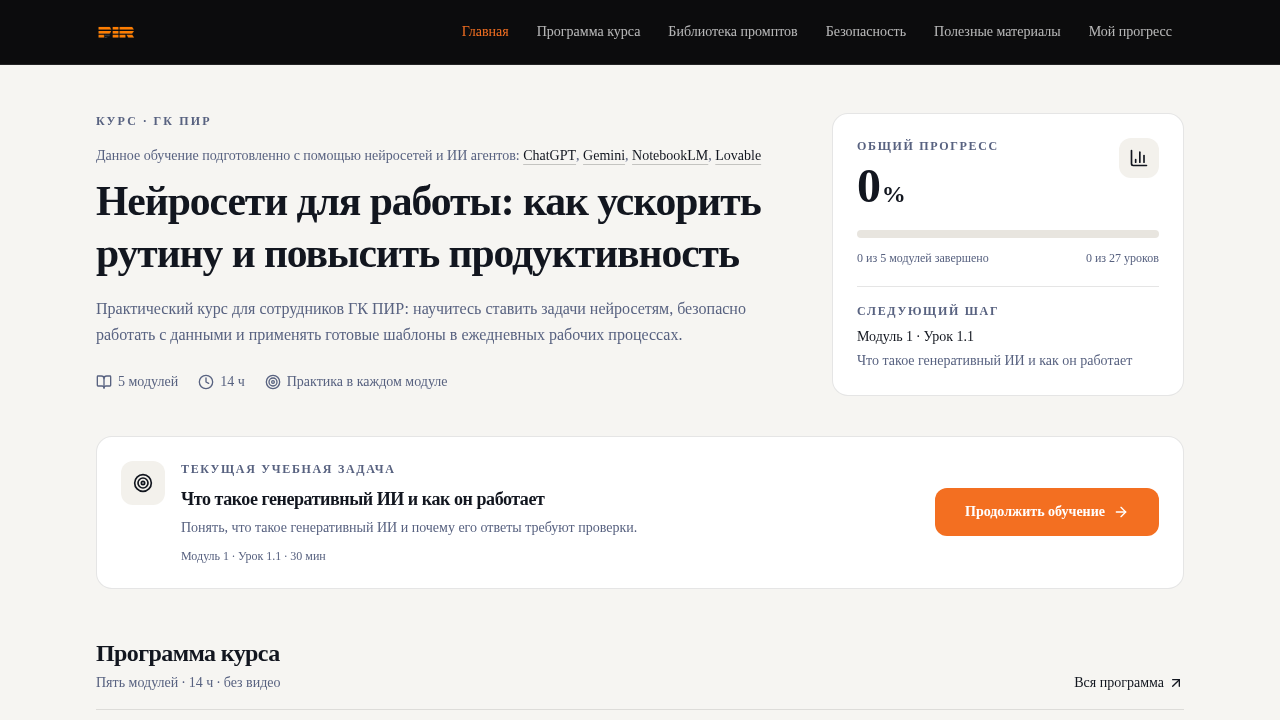 PIR
Главная
Программа курса
Библиотека промптов
Безопасность
Полезные материалы
Мой прогресс
КУРС · ГК ПИР
Данное обучение подготовленно с помощью нейросетей и ИИ агентов: ChatGPT, Gemini, NotebookLM, Lovable
Нейросети для работы: как ускорить
рутину и повысить продуктивность
Практический курс для сотрудников ГК ПИР: научитесь ставить задачи нейросетям, безопасно
работать с данными и применять готовые шаблоны в ежедневных рабочих процессах.
5 модулей
14 ч
Практика в каждом модуле
ОБЩИЙ ПРОГРЕСС
0%
0 из 5 модулей завершено
0 из 27 уроков
СЛЕДУЮЩИЙ ШАГ
Модуль 1 · Урок 1.1
Что такое генеративный ИИ и как он работает
ТЕКУЩАЯ УЧЕБНАЯ ЗАДАЧА
Что такое генеративный ИИ и как он работает
Понять, что такое генеративный ИИ и почему его ответы требуют проверки.
Модуль 1 · Урок 1.1 · 30 мин
Продолжить обучение
Программа курса
Пять модулей · 14 ч · без видео
Вся программа